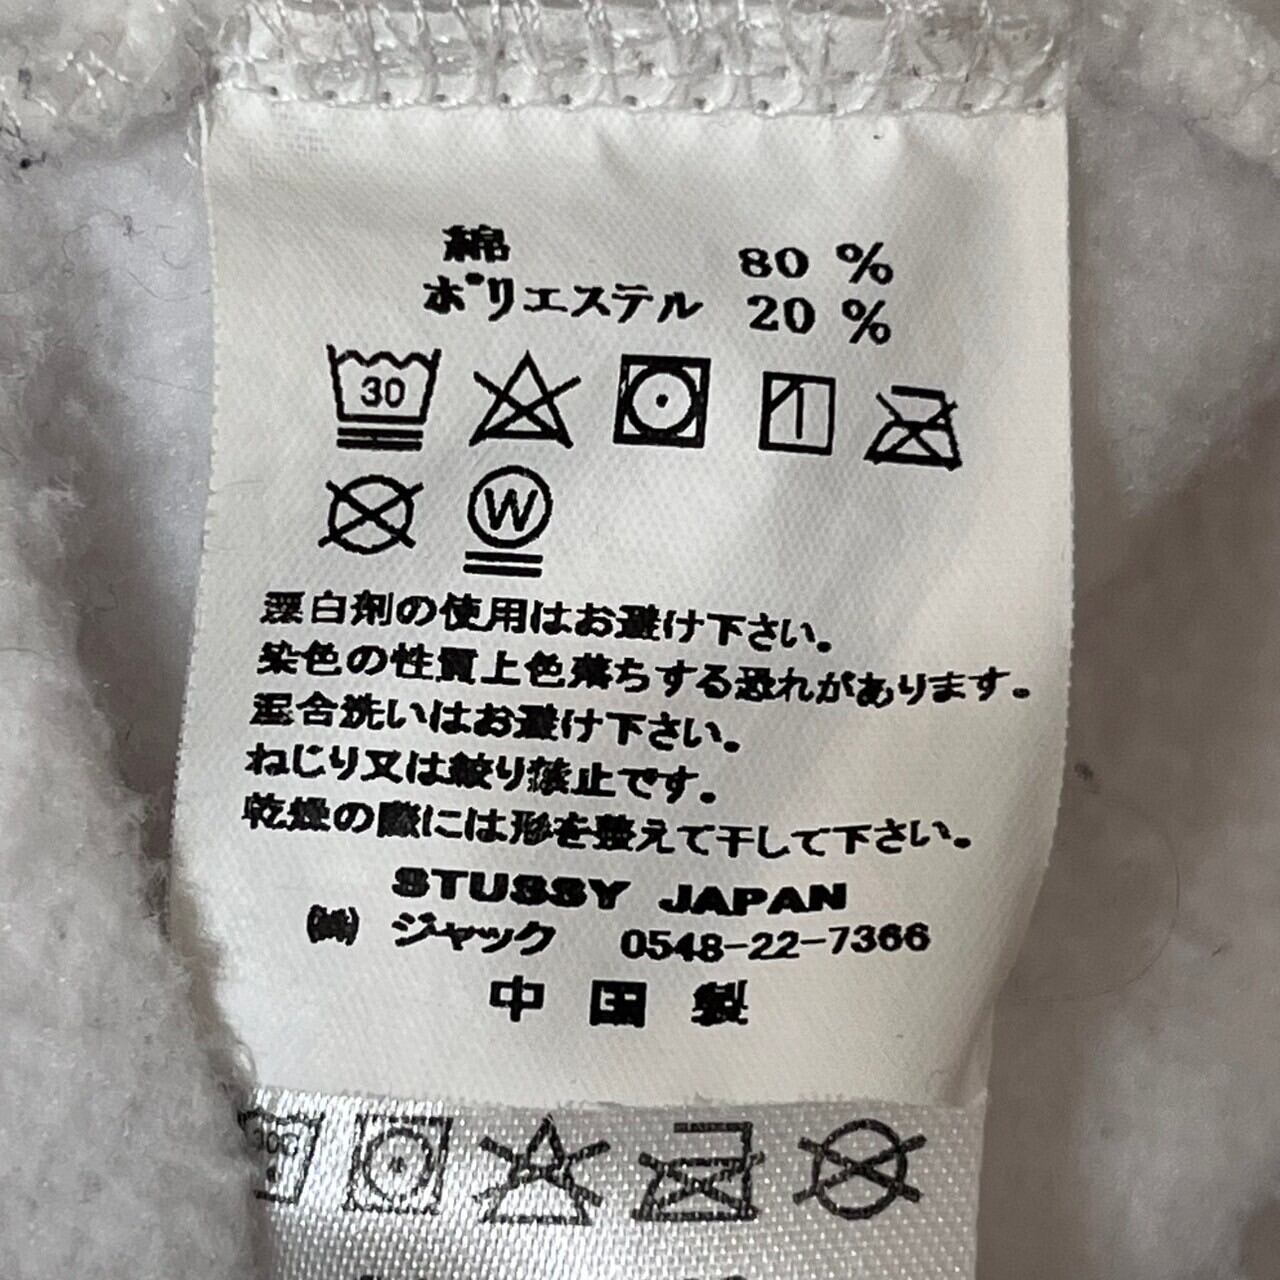 綿 80 %
ポリエステル 20 %
30
W
漂白剤の使用はお避け下さい。
染色の性質上色落ちする恐れがあります。
混合洗いはお避け下さい。
ねじり又は絞り禁止です。
乾燥の際には形を整えて干して下さい。
STUSSY JAPAN
(株) ジャック 0548-22-7366
中国製